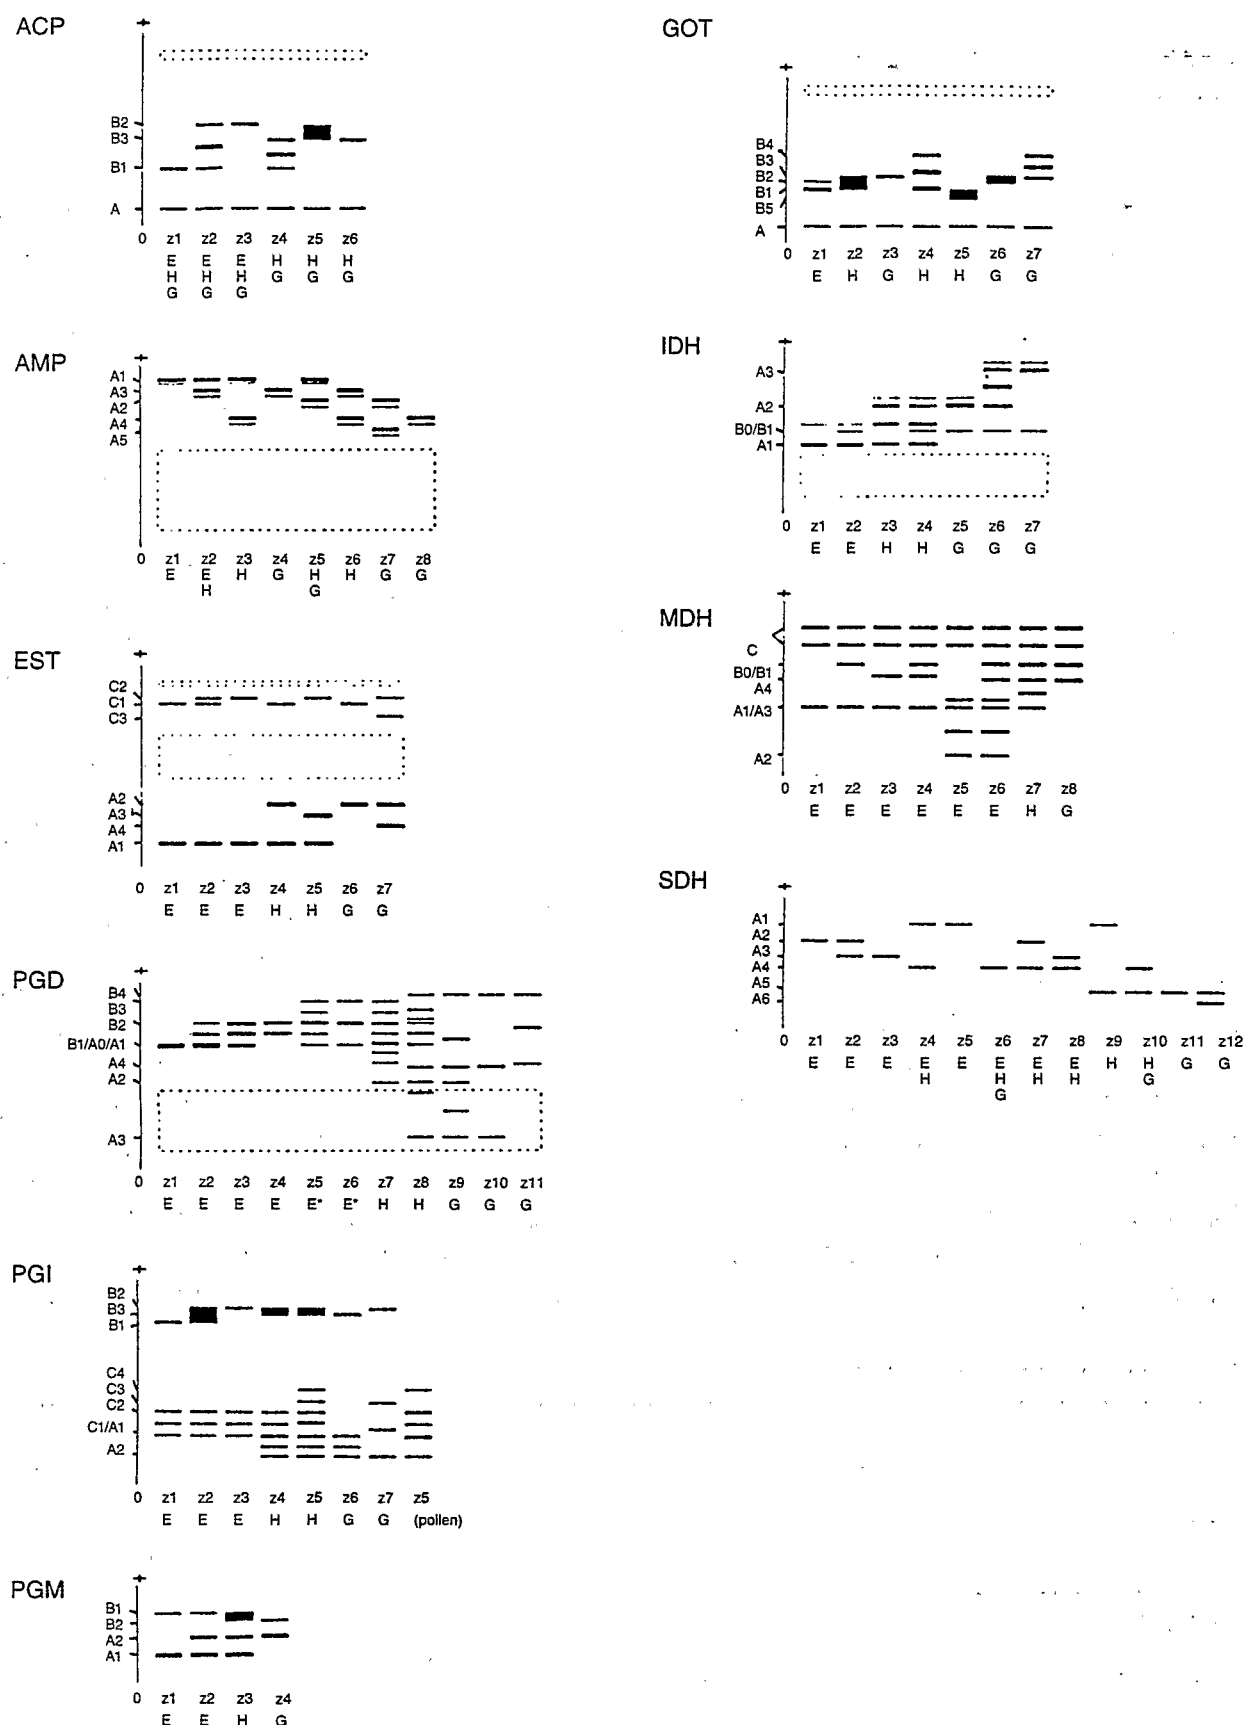 ACP
+
B2
B3
B1
A
0 z1 z2 z3 z4 z5 z6
E E E H H H
H H H G G G
G G G
AMP
+
A1
A3
A2
A4
A5
0 z1 z2 z3 z4 z5 z6 z7 z8
E E H G H H G G
H G
EST
+
C2
C1
C3
A2
A3
A4
A1
0 z1 z2 z3 z4 z5 z6 z7
E E E H H G G
PGD
+
B4
B3
B2
B1/A0/A1
A4
A2
A3
0 z1 z2 z3 z4 z5 z6 z7 z8 z9 z10 z11
E E E E E* E* H H G G G
PGI
+
B2
B3
B1
C4
C3
C2
C1/A1
A2
0 z1 z2 z3 z4 z5 z6 z7 z5
E E E H H G G (pollen)
PGM
+
B1
B2
A2
A1
0 z1 z2 z3 z4
E E H G
GOT
+
B4
B3
B2
B1
B5
A
0 z1 z2 z3 z4 z5 z6 z7
E H G H H G G
IDH
+
A3
A2
B0/B1
A1
0 z1 z2 z3 z4 z5 z6 z7
E E H H G G G
MDH
+
C
B0/B1
A4
A1/A3
A2
0 z1 z2 z3 z4 z5 z6 z7 z8
E E E E E E H G
SDH
+
A1
A2
A3
A4
A5
A6
0 z1 z2 z3 z4 z5 z6 z7 z8 z9 z10 z11 z12
E E E E E E E E H H G G
H H H H G
G